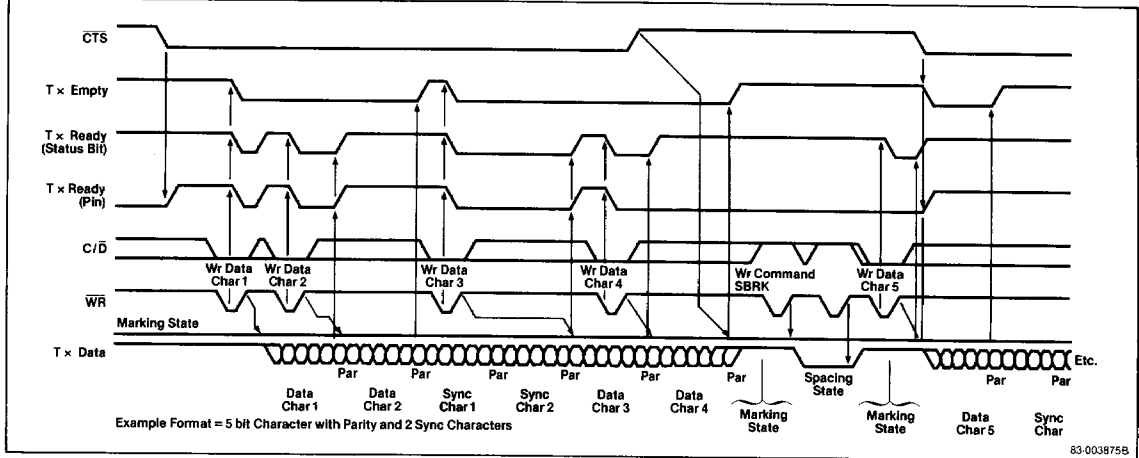 CTS
T × Empty
T × Ready
(Status Bit)
T × Ready
(Pin)
C/D
Wr Data
Char 1
Wr Data
Char 2
Wr Data
Char 3
Wr Data
Char 4
Wr Command
SBRK
Wr Data
Char 5
WR
Marking State
T × Data
Etc.
Par
Par
Par
Par
Par
Par
Par
Par
Data
Char 1
Data
Char 2
Sync
Char 1
Sync
Char 2
Data
Char 3
Data
Char 4
Marking
State
Spacing
State
Marking
State
Data
Char 5
Sync
Char
Example Format = 5 bit Character with Parity and 2 Sync Characters
83-003875B